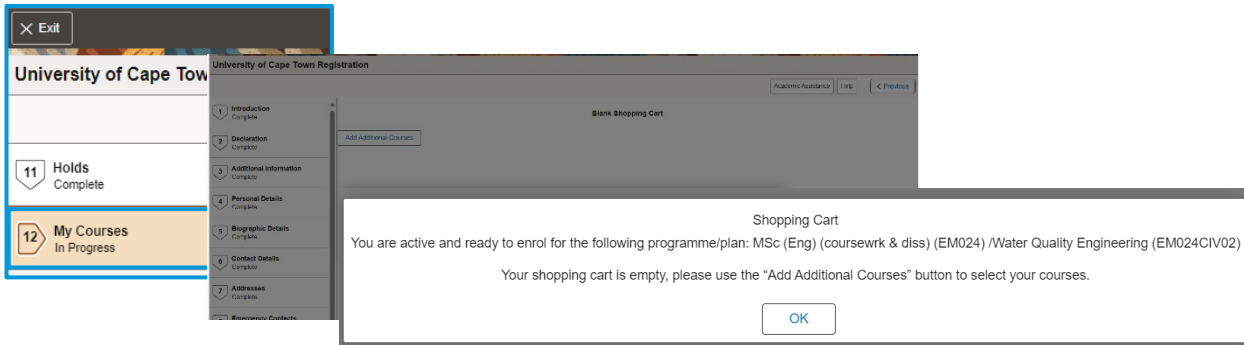 Exit
University of Cape Tow
11 Holds
Complete
12 My Courses
In Progress
University of Cape Town Registration
Academic Assistance
Help
< Previous
1 Introduction
Complete
2 Declaration
Complete
3 Additional Information
Complete
4 Personal Details
Complete
5 Biographic Details
Complete
6 Contact Details
Complete
7 Addresses
Complete
Emergency Contacts
Blank Shopping Cart
Add Additional Courses
Shopping Cart
You are active and ready to enrol for the following programme/plan: MSc (Eng) (coursewrk & diss) (EM024) /Water Quality Engineering (EM024CIV02)
Your shopping cart is empty, please use the “Add Additional Courses” button to select your courses.
OK